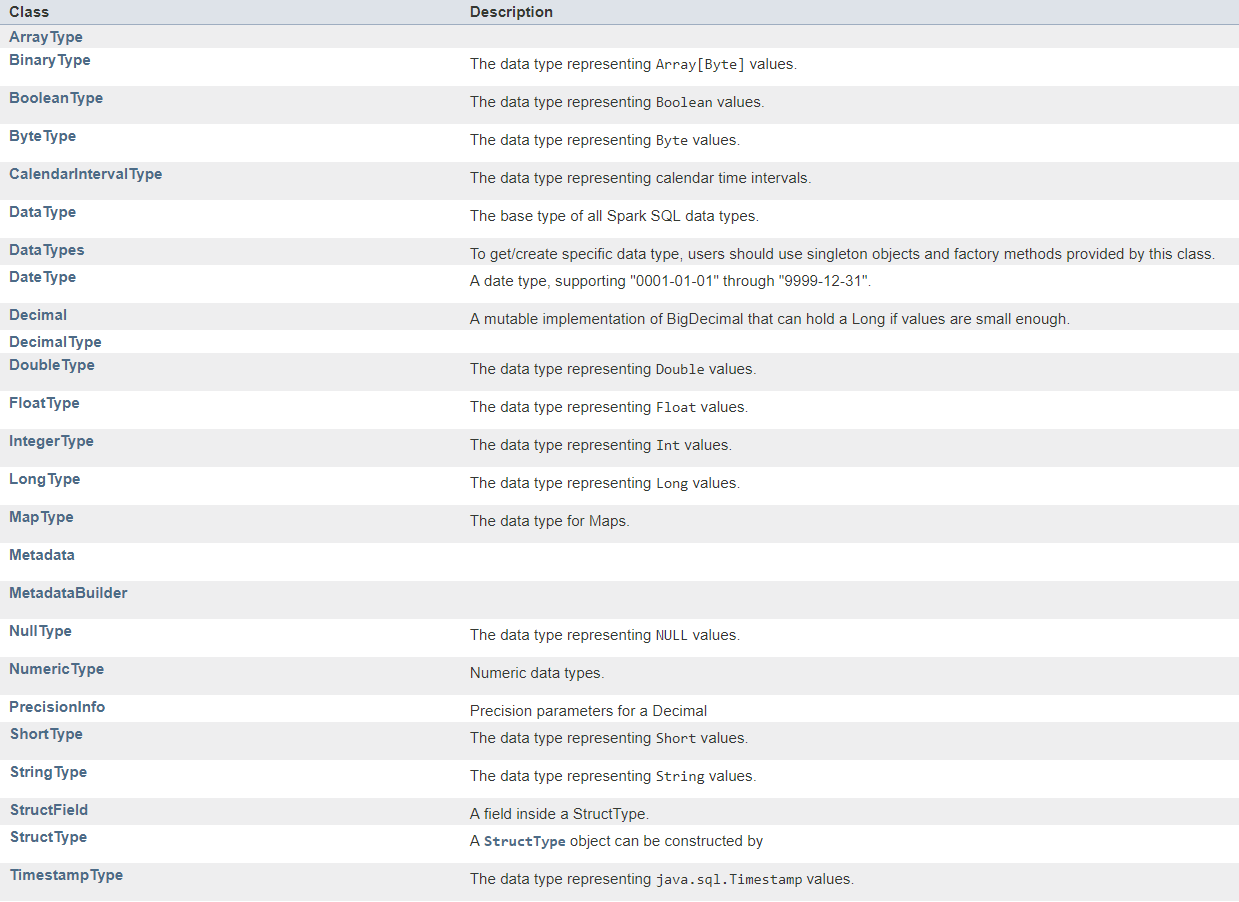 Class Description
ArrayType
BinaryType The data type representing Array[Byte] values.
BooleanType The data type representing Boolean values.
ByteType The data type representing Byte values.
CalendarIntervalType The data type representing calendar time intervals.
DataType The base type of all Spark SQL data types.
DataTypes To get/create specific data type, users should use singleton objects and factory methods provided by this class.
DateType A date type, supporting "0001-01-01" through "9999-12-31".
Decimal A mutable implementation of BigDecimal that can hold a Long if values are small enough.
DecimalType
DoubleType The data type representing Double values.
FloatType The data type representing Float values.
IntegerType The data type representing Int values.
LongType The data type representing Long values.
MapType The data type for Maps.
Metadata
MetadataBuilder
NullType The data type representing NULL values.
NumericType Numeric data types.
PrecisionInfo Precision parameters for a Decimal
ShortType The data type representing Short values.
StringType The data type representing String values.
StructField A field inside a StructType.
StructType A StructType object can be constructed by
TimestampType The data type representing java.sql.Timestamp values.